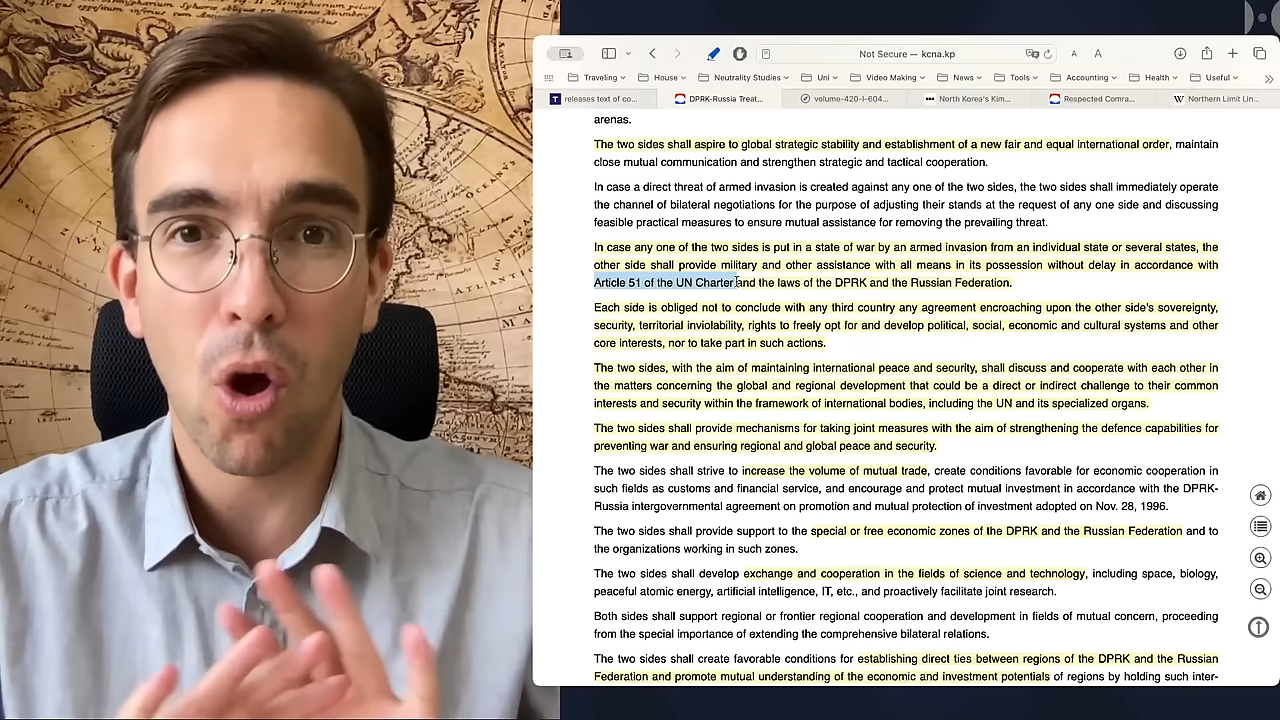 Not Secure — kcna.kp
A A
Traveling House Neutrality Studies Uni Video Making News Tools Accounting Health Useful
releases text of co... DPRK-Russia Treat... volume-420-I-604... North Korea's Kim... Respected Comra... Northern Limit Lin...
arenas.
The two sides shall aspire to global strategic stability and establishment of a new fair and equal international order, maintain
close mutual communication and strengthen strategic and tactical cooperation.
In case a direct threat of armed invasion is created against any one of the two sides, the two sides shall immediately operate
the channel of bilateral negotiations for the purpose of adjusting their stands at the request of any one side and discussing
feasible practical measures to ensure mutual assistance for removing the prevailing threat.
In case any one of the two sides is put in a state of war by an armed invasion from an individual state or several states, the
other side shall provide military and other assistance with all means in its possession without delay in accordance with
Article 51 of the UN Charter and the laws of the DPRK and the Russian Federation.
Each side is obliged not to conclude with any third country any agreement encroaching upon the other side's sovereignty,
security, territorial inviolability, rights to freely opt for and develop political, social, economic and cultural systems and other
core interests, nor to take part in such actions.
The two sides, with the aim of maintaining international peace and security, shall discuss and cooperate with each other in
the matters concerning the global and regional development that could be a direct or indirect challenge to their common
interests and security within the framework of international bodies, including the UN and its specialized organs.
The two sides shall provide mechanisms for taking joint measures with the aim of strengthening the defence capabilities for
preventing war and ensuring regional and global peace and security.
The two sides shall strive to increase the volume of mutual trade, create conditions favorable for economic cooperation in
such fields as customs and financial service, and encourage and protect mutual investment in accordance with the DPRK-
Russia intergovernmental agreement on promotion and mutual protection of investment adopted on Nov. 28, 1996.
The two sides shall provide support to the special or free economic zones of the DPRK and the Russian Federation and to
the organizations working in such zones.
The two sides shall develop exchange and cooperation in the fields of science and technology, including space, biology,
peaceful atomic energy, artificial intelligence, IT, etc., and proactively facilitate joint research.
Both sides shall support regional or frontier regional cooperation and development in fields of mutual concern, proceeding
from the special importance of extending the comprehensive bilateral relations.
The two sides shall create favorable conditions for establishing direct ties between regions of the DPRK and the Russian
Federation and promote mutual understanding of the economic and investment potentials of regions by holding such inter-